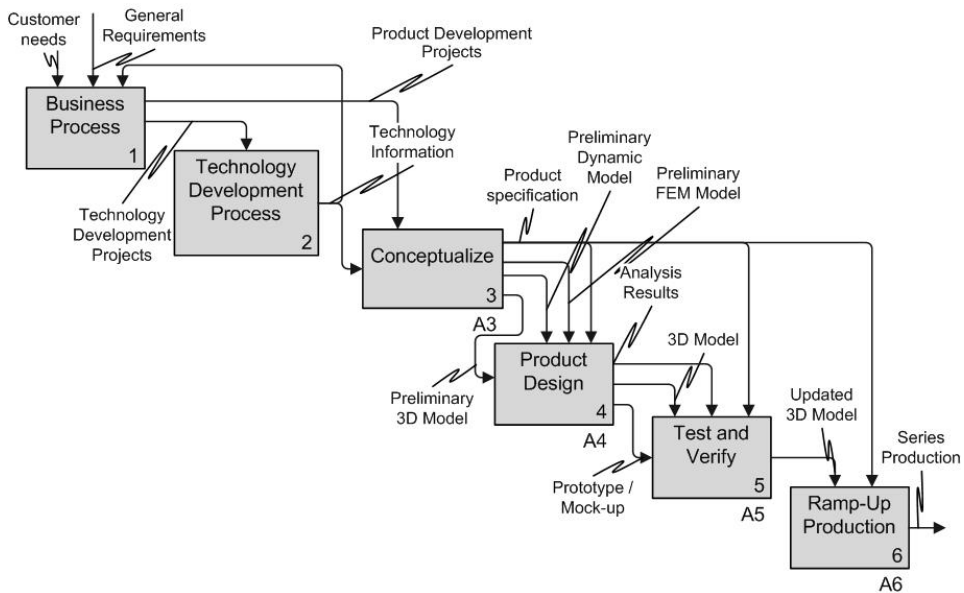 Customer
needs
General
Requirements
Product Development
Projects
Business
Process
1
Technology
Information
Technology
Development
Process
2
Technology
Development
Projects
Preliminary
Dynamic
Model
Product
specification
Preliminary
FEM Model
Conceptualize
3
A3
Analysis
Results
Product
Design
4
A4
Preliminary
3D Model
3D Model
Test and
Verify
5
A5
Prototype /
Mock-up
Updated
3D Model
Series
Production
Ramp-Up
Production
6
A6